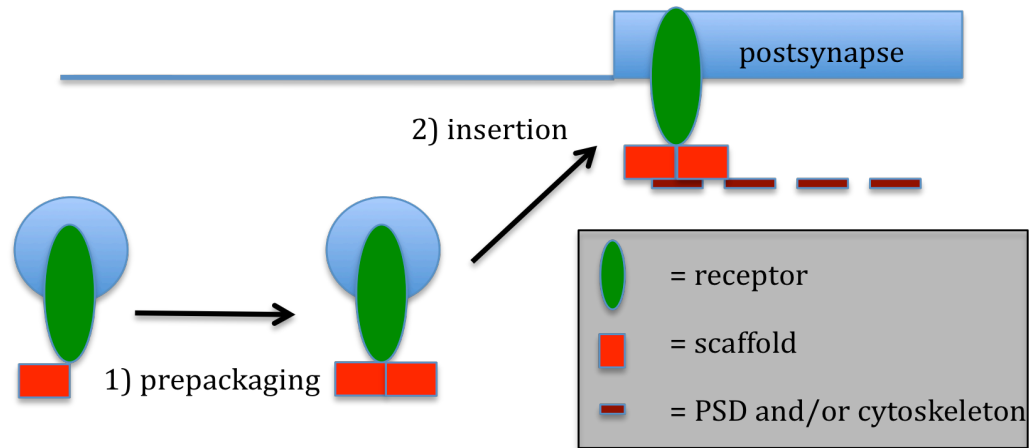 postsynapse
2) insertion
1) prepackaging
= receptor
= scaffold
= PSD and/or cytoskeleton